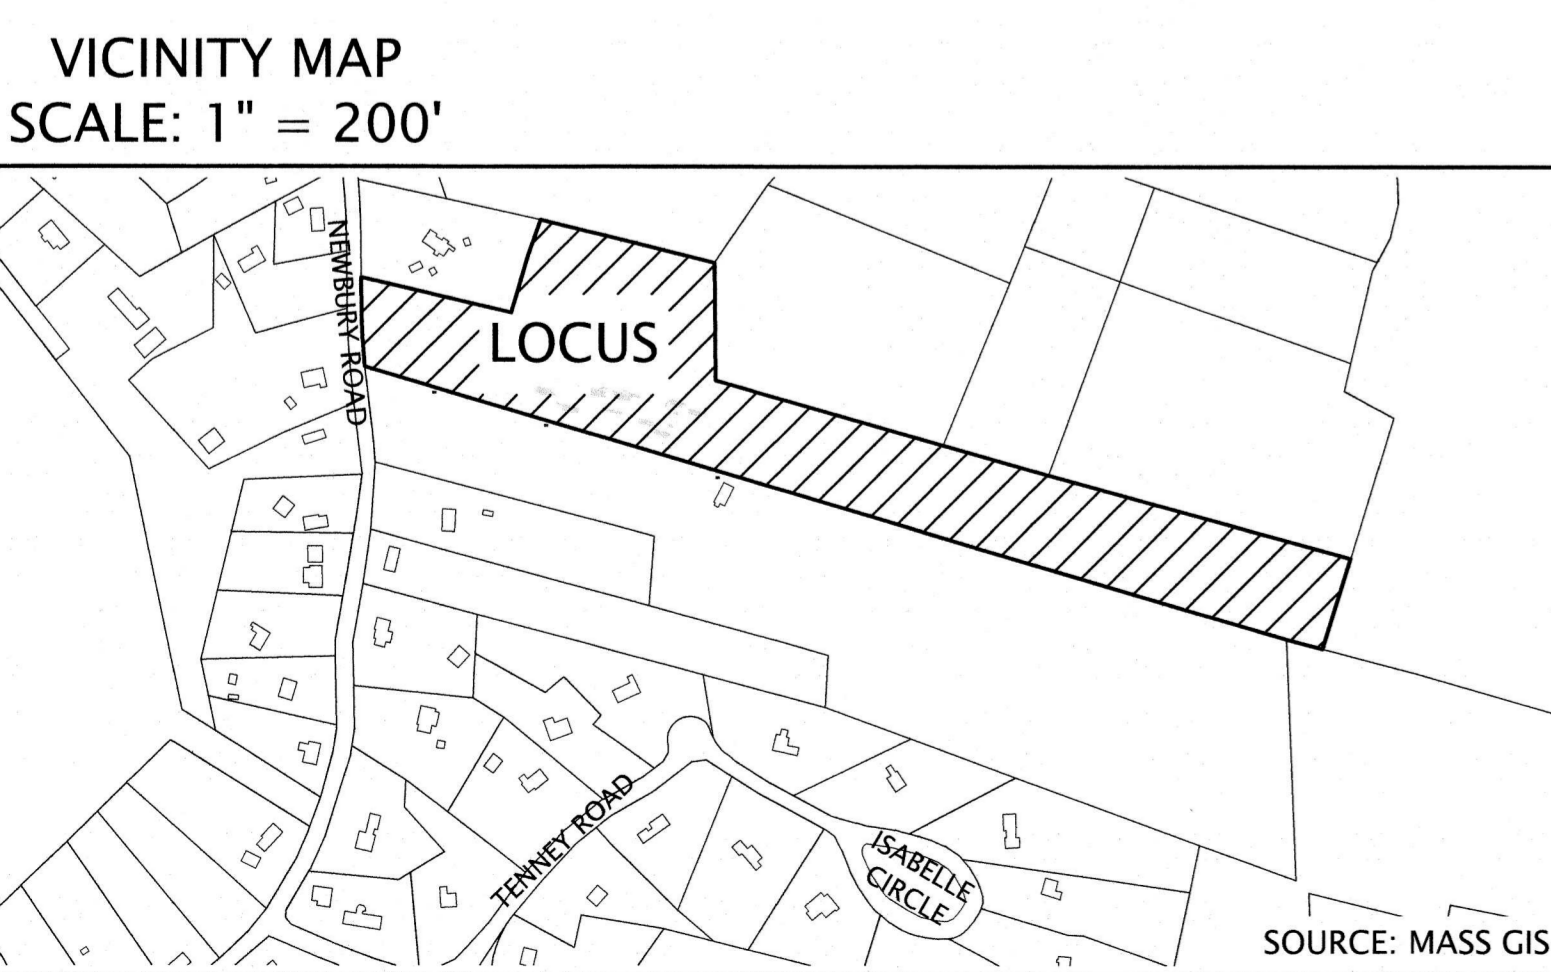 VICINITY MAP
SCALE: 1" = 200'
NEWBURY ROAD
LOCUS
TENNEY ROAD
ISABELLE
CIRCLE
SOURCE: MASS GIS